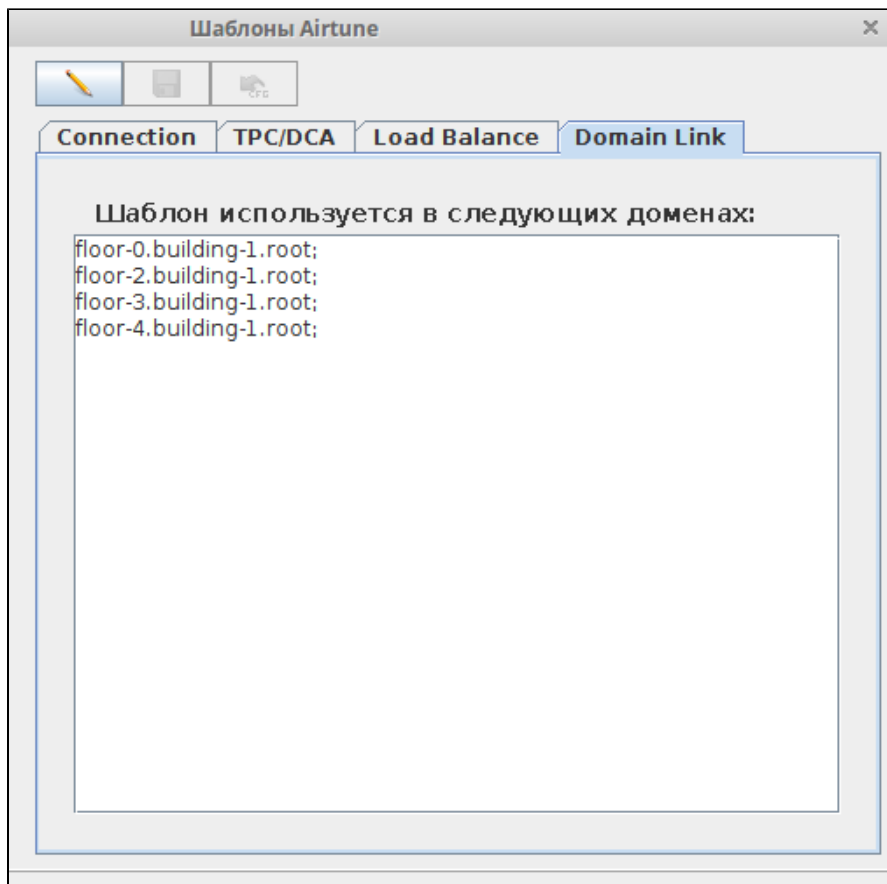 Шаблоны Airtune
CFG
Connection TPC/DCA Load Balance Domain Link
Шаблон используется в следующих доменах:
floor-0.building-1.root;
floor-2.building-1.root;
floor-3.building-1.root;
floor-4.building-1.root;